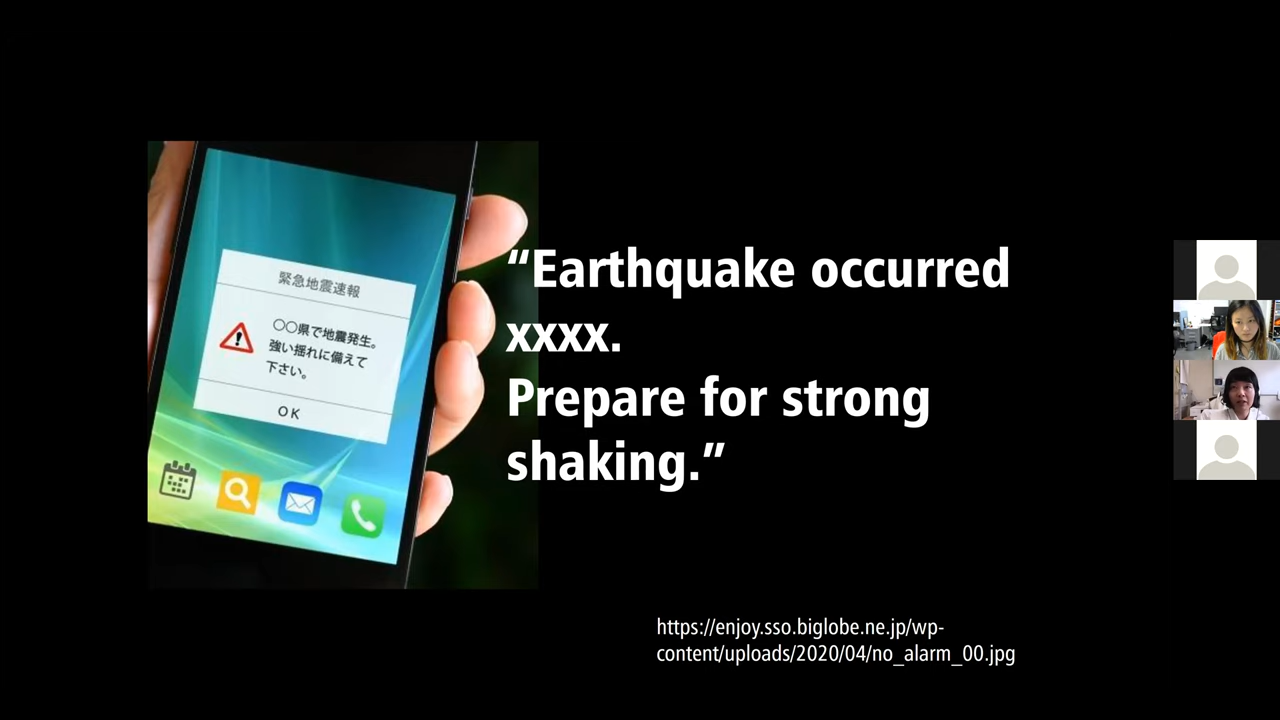 緊急地震速報
〇〇県で地震発生。
強い揺れに備えて
下さい。
OK
“Earthquake occurred
xxxx.
Prepare for strong
shaking.”
https://enjoy.sso.biglobe.ne.jp/wp-
content/uploads/2020/04/no_alarm_00.jpg